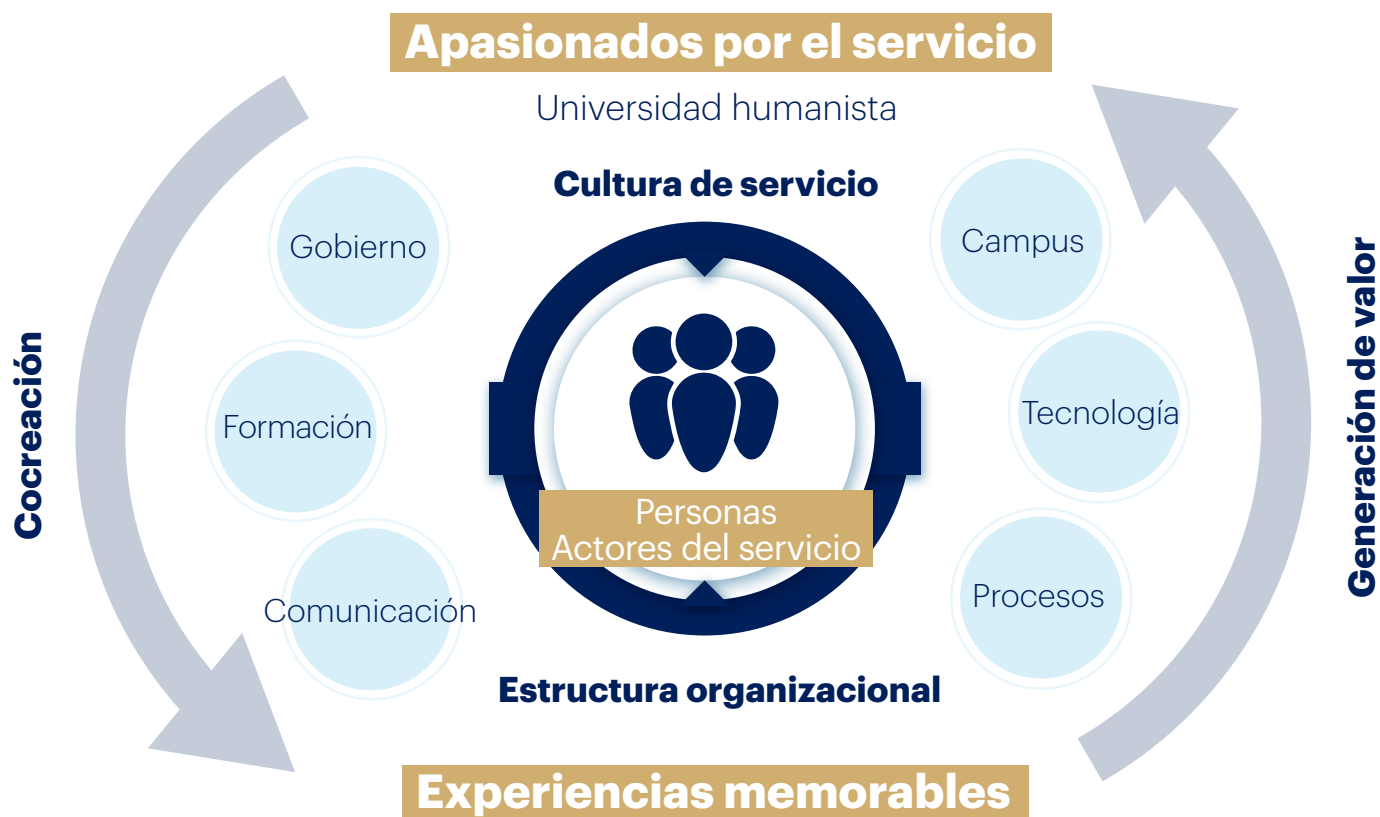 Apasionados por el servicio
Universidad humanista
Cultura de servicio
Cocreación
Gobierno
Formación
Comunicación
Personas
Actores del servicio
Campus
Tecnología
Procesos
Generación de valor
Estructura organizacional
Experiencias memorables